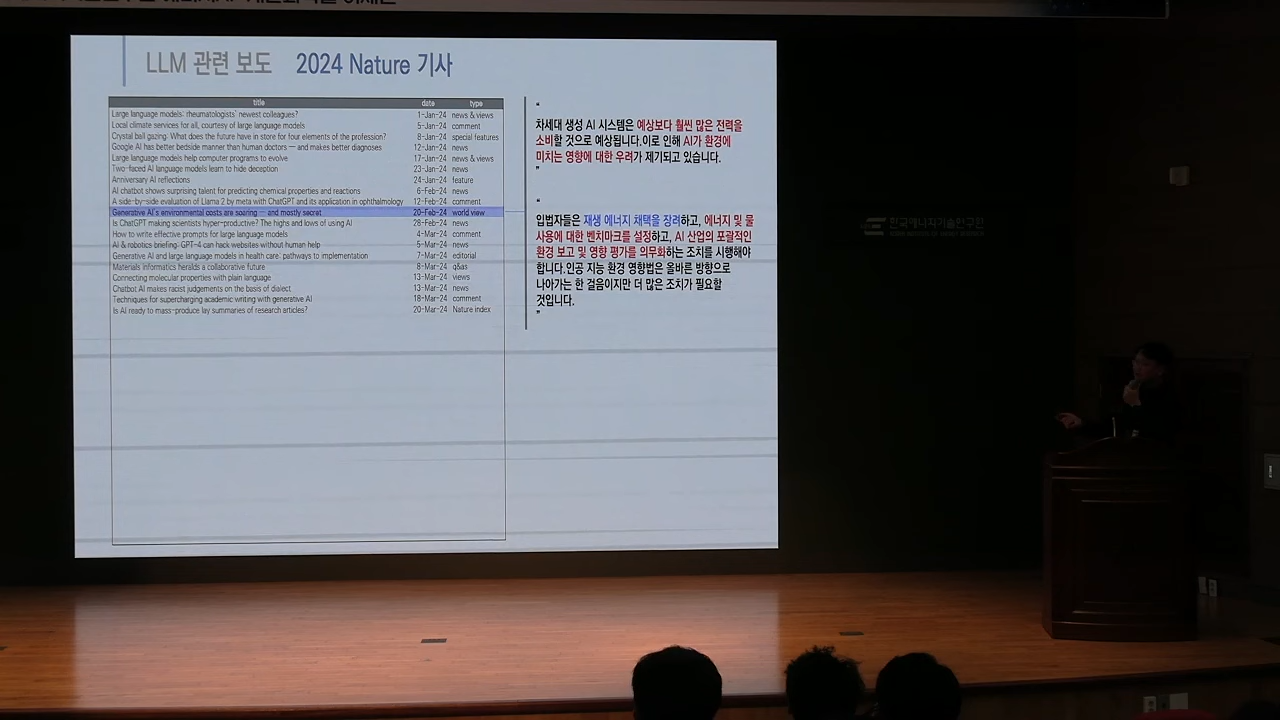 LLM 관련 보도 2024 Nature 기사
title date type
Large language models: rheumatologists' newest colleagues? 1-Jan-24 news & views
Local climate services for all, courtesy of large language models 5-Jan-24 comment
Crystal ball gazing: What does the future have in store for four elements of the profession? 8-Jan-24 special features
Google AI has better bedside manner than human doctors — and makes better diagnoses 12-Jan-24 news
Large language models help computer programs to evolve 17-Jan-24 news & views
Two-faced AI language models learn to hide deception 23-Jan-24 news
Anniversary AI reflections 24-Jan-24 feature
AI chatbot shows surprising talent for predicting chemical properties and reactions 6-Feb-24 news
A side-by-side evaluation of Llama 2 by meta with ChatGPT and its application in ophthalmology 12-Feb-24 comment
Generative AI's environmental costs are soaring — and mostly secret 20-Feb-24 world view
Is ChatGPT making scientists hyper-productive? The highs and lows of using AI 28-Feb-24 news
How to write effective prompts for large language models 4-Mar-24 comment
AI & robotics briefing: GPT-4 can hack websites without human help 5-Mar-24 news
Generative AI and large language models in health care: pathways to implementation 7-Mar-24 editorial
Materials informatics heralds a collaborative future 8-Mar-24 q&as
Connecting molecular properties with plain language 13-Mar-24 views
Chatbot AI makes racist judgements on the basis of dialect 13-Mar-24 news
Techniques for supercharging academic writing with generative AI 18-Mar-24 comment
Is AI ready to mass-produce lay summaries of research articles? 20-Mar-24 Nature index
"
차세대 생성 AI 시스템은 예상보다 훨씬 많은 전력을
소비할 것으로 예상됩니다.이로 인해 AI가 환경에
미치는 영향에 대한 우려가 제기되고 있습니다.
"
"
입법자들은 재생 에너지 채택을 장려하고, 에너지 및 물
사용에 대한 벤치마크를 설정하고, AI 산업의 포괄적인
환경 보고 및 영향 평가를 의무화하는 조치를 시행해야
합니다.인공 지능 환경 영향법은 올바른 방향으로
나아가는 한 걸음이지만 더 많은 조치가 필요할
것입니다.
"
한국에너지기술연구원